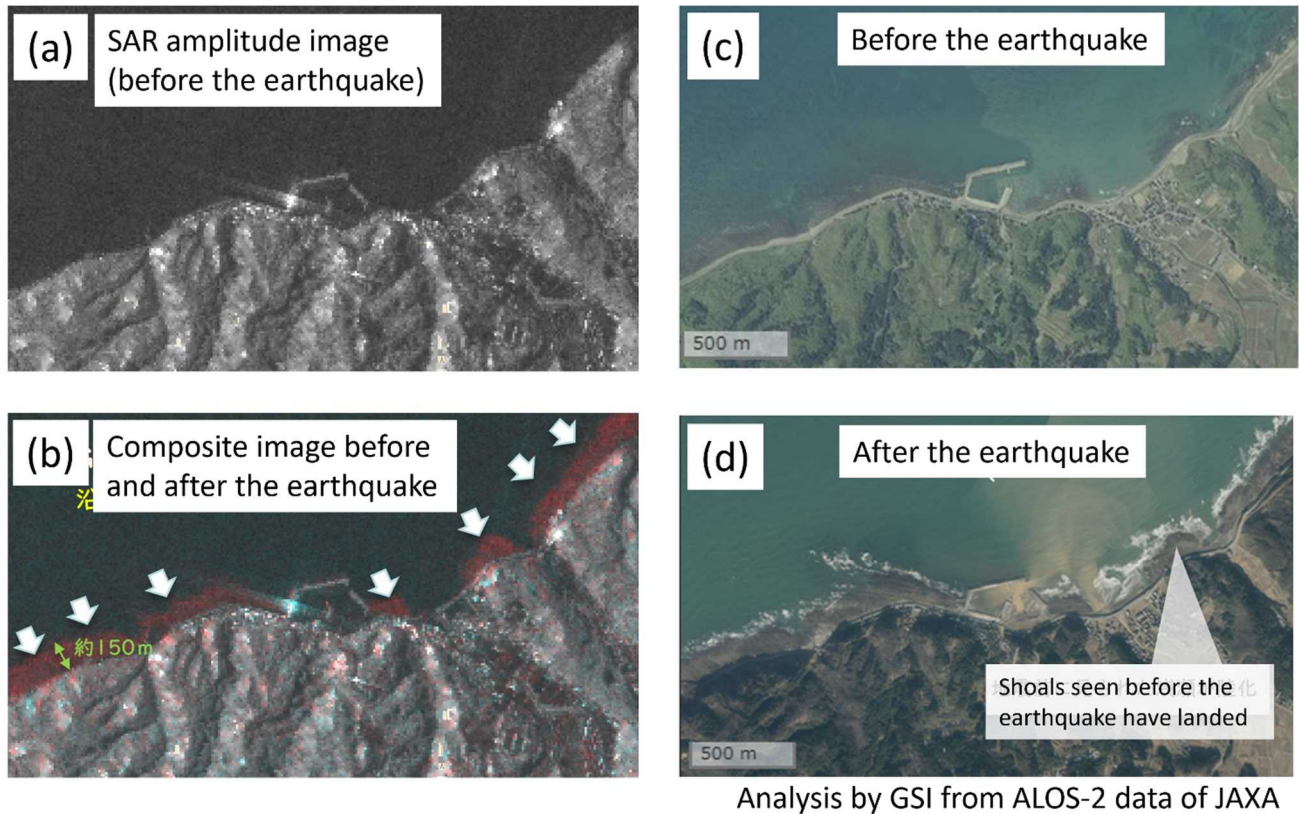 (a)
SAR amplitude image
(before the earthquake)
(c)
Before the earthquake
500 m
(b)
Composite image before
and after the earthquake
沿
約150m
(d)
After the earthquake
Shoals seen before the
earthquake have landed
化
500 m
Analysis by GSI from ALOS-2 data of JAXA